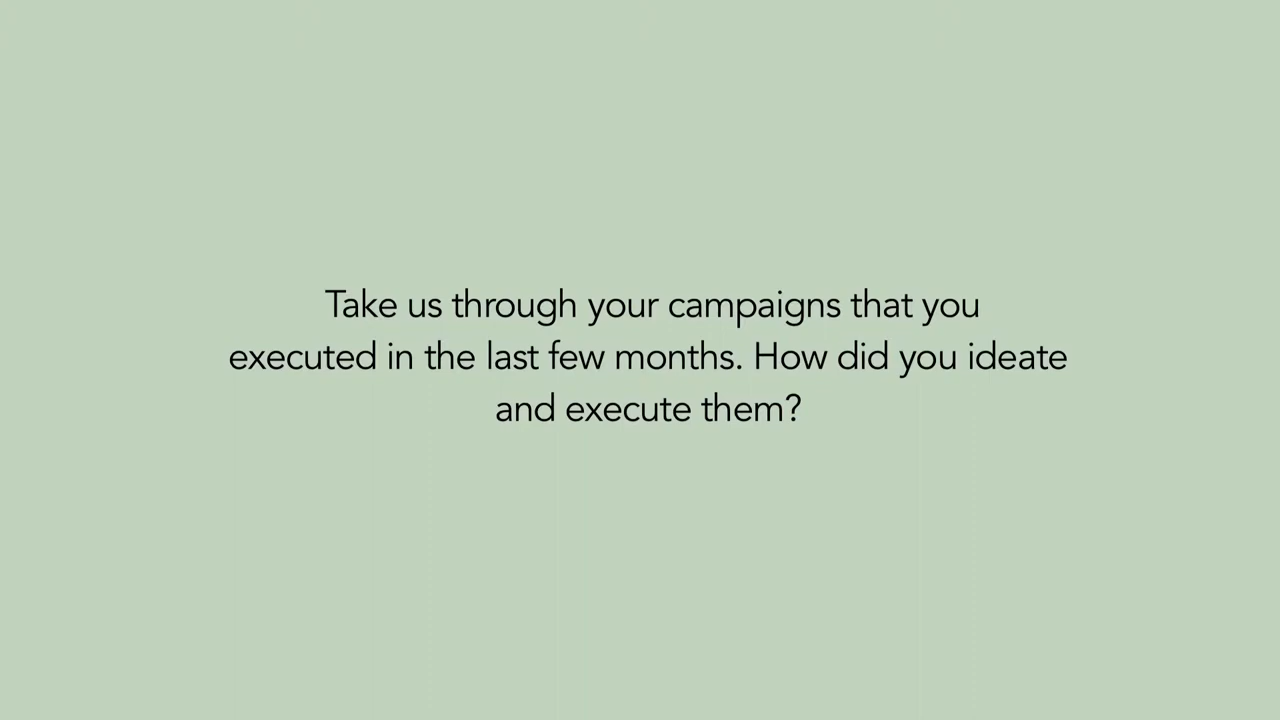 Take us through your campaigns that you
executed in the last few months. How did you ideate
and execute them?